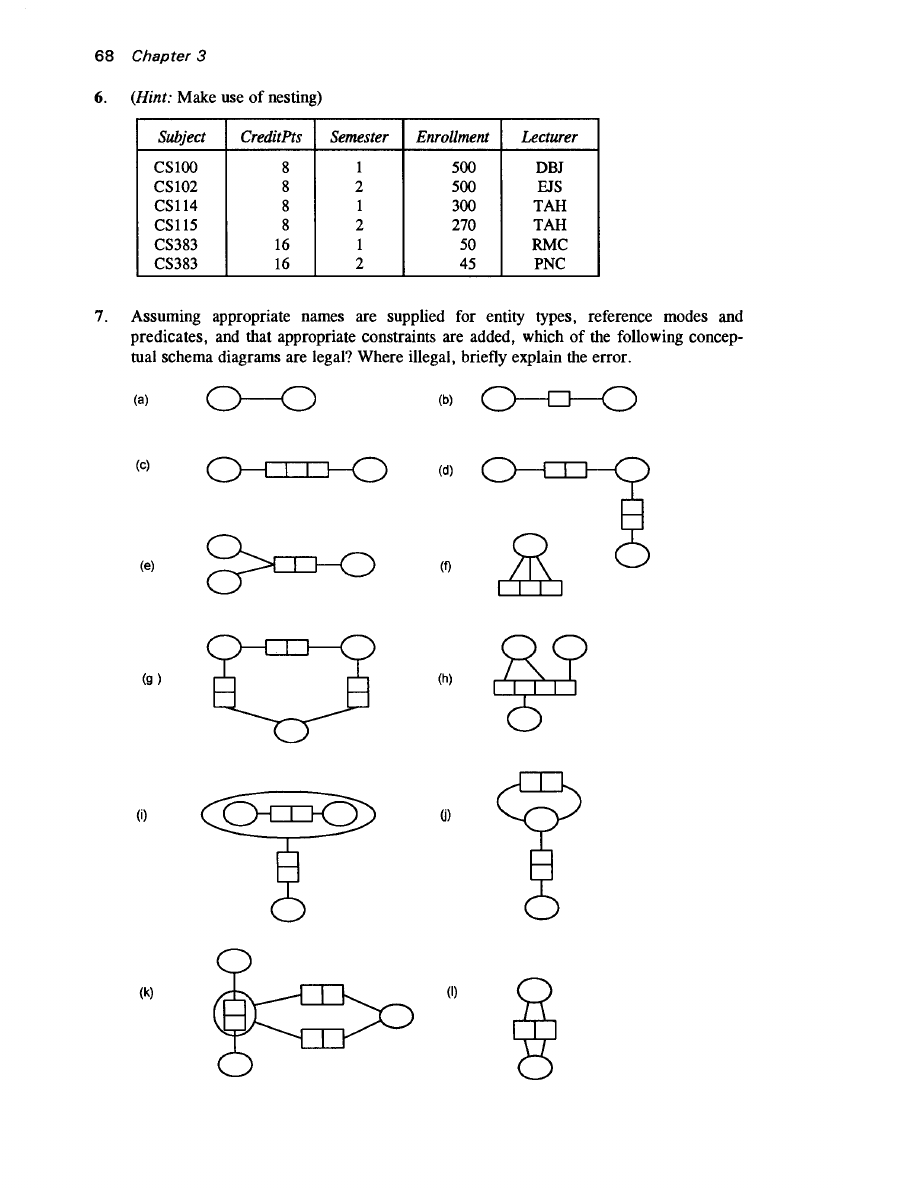 68 Chapter 3
6. (Hint: Make use of nesting)
Subject CreditPts Semester Enrollment Lecturer
CS100 8 1 500 DBJ
CS102 8 2 500 EJS
CS114 8 1 300 TAH
CS115 8 2 270 TAH
CS383 16 1 50 RMC
CS383 16 2 45 PNC
7. Assuming appropriate names are supplied for entity types, reference modes and
predicates, and that appropriate constraints are added, which of the following concep-
tual schema diagrams are legal? Where illegal, briefly explain the error.
(a) (b)
(c) (d)
(e) (f)
(g ) (h)
(i) (j)
(k) (l)